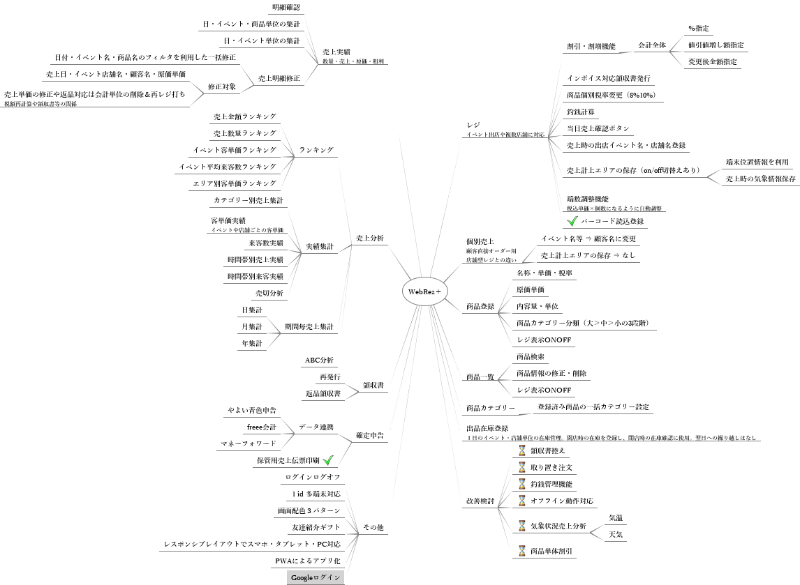 WebRez＋
レジ
イベント出店や複数店舗に対応
割引・割増機能
会計全体
％指定
値引値増し額指定
変更後金額指定
インボイス対応領収書発行
商品個別税率変更（8％10％）
釣銭計算
当日売上確認ボタン
売上時の出店イベント名・店舗名登録
売上計上エリアの保存（on/off切替えあり）
端末位置情報を利用
売上時の気象情報保存
端数調整機能
税込単価×個数になるように自動調整
バーコード読込登録
個別売上
顧客直接オーダー用
店舗型レジとの違い
イベント名等 ⇒ 顧客名に変更
売上計上エリアの保存 ⇒ なし
商品登録
名称・単価・税率
原価単価
内容量・単位
商品カテゴリー分類（大＞中＞小の3段階）
レジ表示ONOFF
商品一覧
商品検索
商品情報の修正・削除
レジ表示ONOFF
商品カテゴリー
登録済み商品の一括カテゴリー設定
出品在庫登録
1日のイベント・店舗単位の在庫管理。開店時の在庫を登録し、閉店時の在庫確認に使用。翌日への繰り越しはなし
改善検討
領収書控え
取り置き注文
釣銭管理機能
オフライン動作対応
気象状況売上分析
気温
天気
商品単体割引
売上分析
売上実績
数量・売上・原価・粗利
明細確認
日・イベント・商品単位の集計
日・イベント単位の集計
売上明細修正
日付・イベント名・商品名のフィルタを利用した一括修正
修正対象
売上日・イベント店舗名・顧客名・原価単価
売上単価の修正や返品対応は会計単位の削除＆再レジ打ち
税額再計算や領収書等の関係
ランキング
売上金額ランキング
売上数量ランキング
イベント客単価ランキング
イベント平均来客数ランキング
エリア別客単価ランキング
実績集計
カテゴリー別売上集計
客単価実績
イベントや店舗ごとの客単価
来客数実績
時間帯別売上実績
時間帯別来客実績
売切分析
期間毎売上集計
日集計
月集計
年集計
ABC分析
領収書
再発行
返品領収書
確定申告
データ連携
やよい青色申告
freee会計
マネーフォワード
保管用売上伝票印刷
その他
ログインログオフ
1 id 多端末対応
画面配色３パターン
友達紹介ギフト
レスポンシブレイアウトでスマホ・タブレット・PC対応
PWAによるアプリ化
Googleログイン